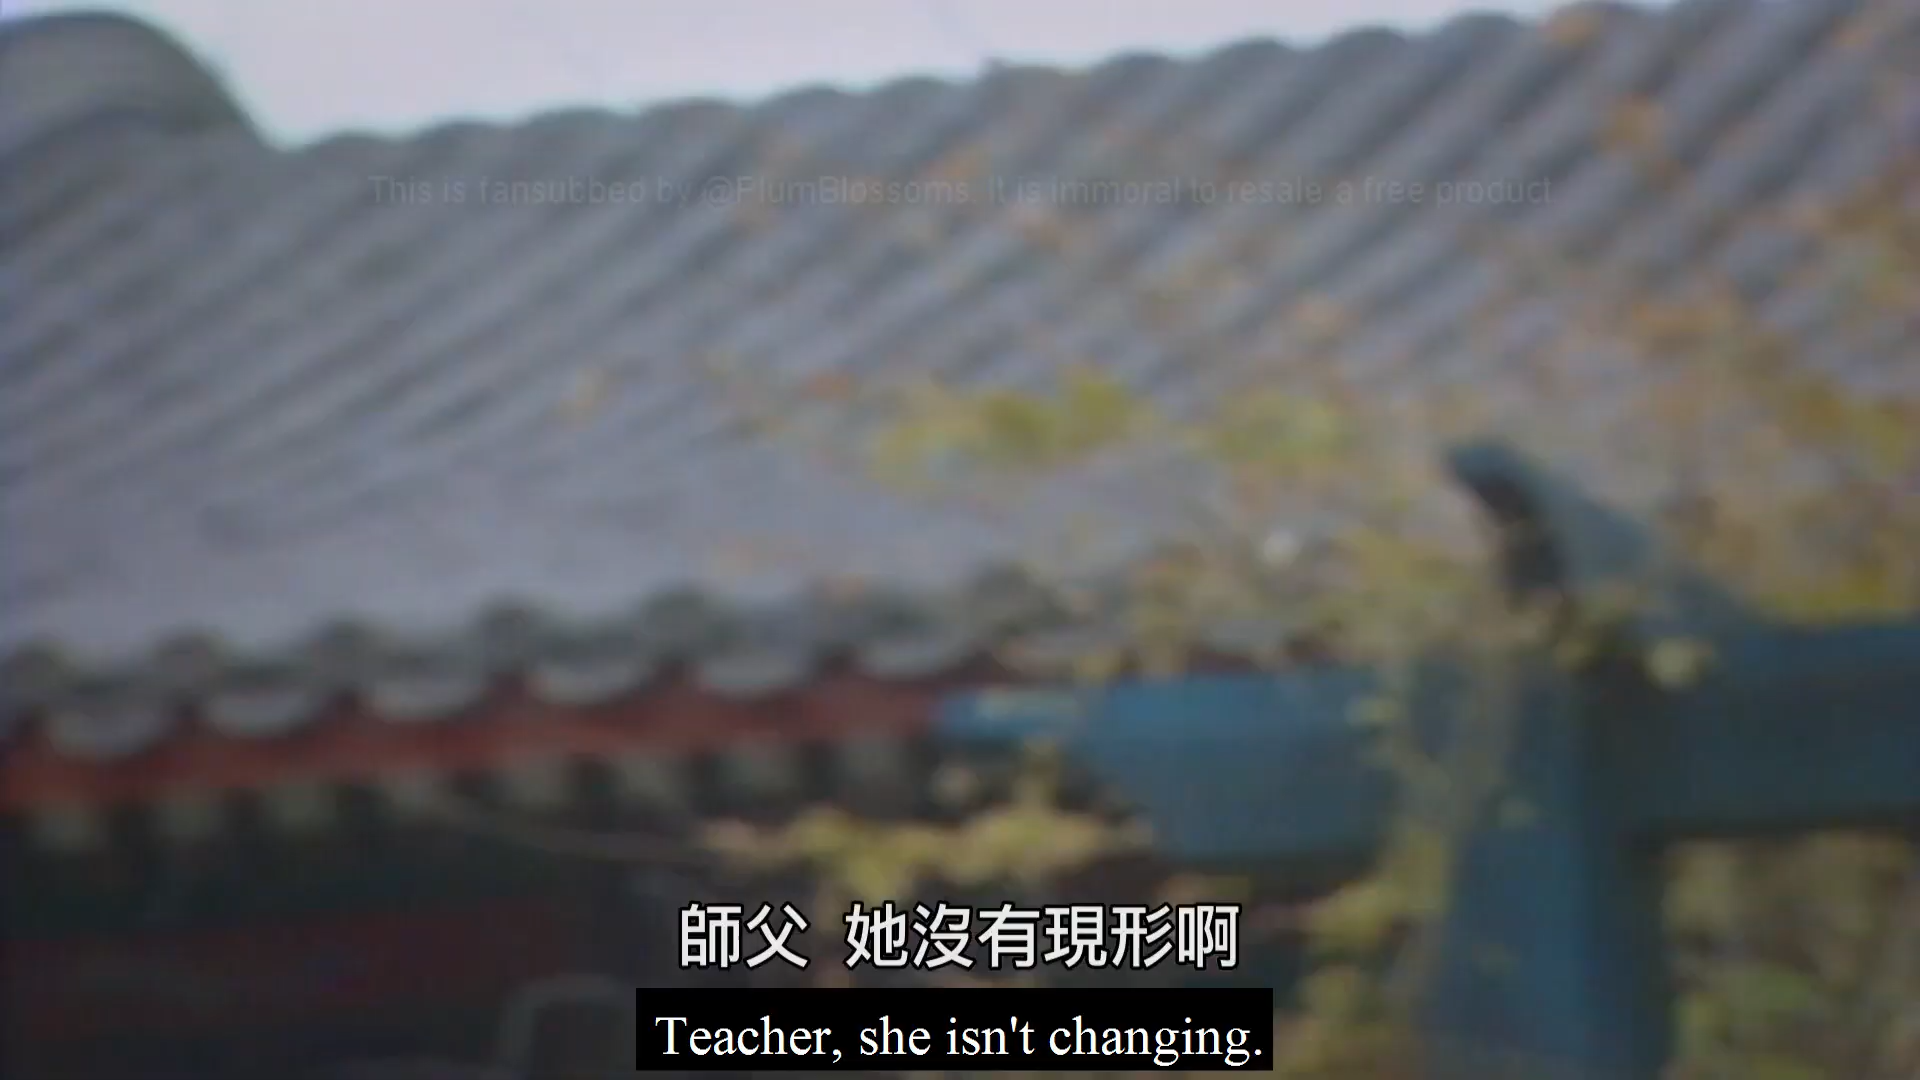 This is fansubbed by @PlumBlossoms. It is immoral to resale a free product
師父 她沒有現形啊
Teacher, she isn't changing.